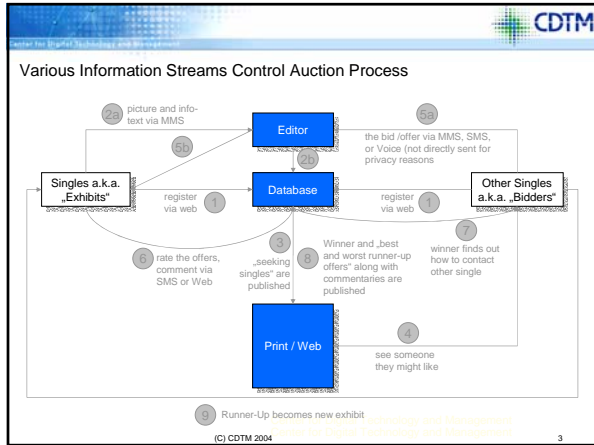 CDTM
Center for Digital Technology and Management
Various Information Streams Control Auction Process
2a
picture and info-
text via MMS
5b
Editor
2b
5a
the bid /offer via MMS, SMS,
or Voice (not directly sent for
privacy reasons
Singles a.k.a.
„Exhibits“
register
via web
1
Database
register
via web
1
Other Singles
a.k.a. „Bidders“
6
rate the offers,
comment via
SMS or Web
3
„seeking
singles“ are
published
8
Winner and „best
and worst runner-up
offers“ along with
commentaries are
published
7
winner finds out
how to contact
other single
Print / Web
4
see someone
they might like
9
Runner-Up becomes new exhibit
(C) CDTM 2004
3